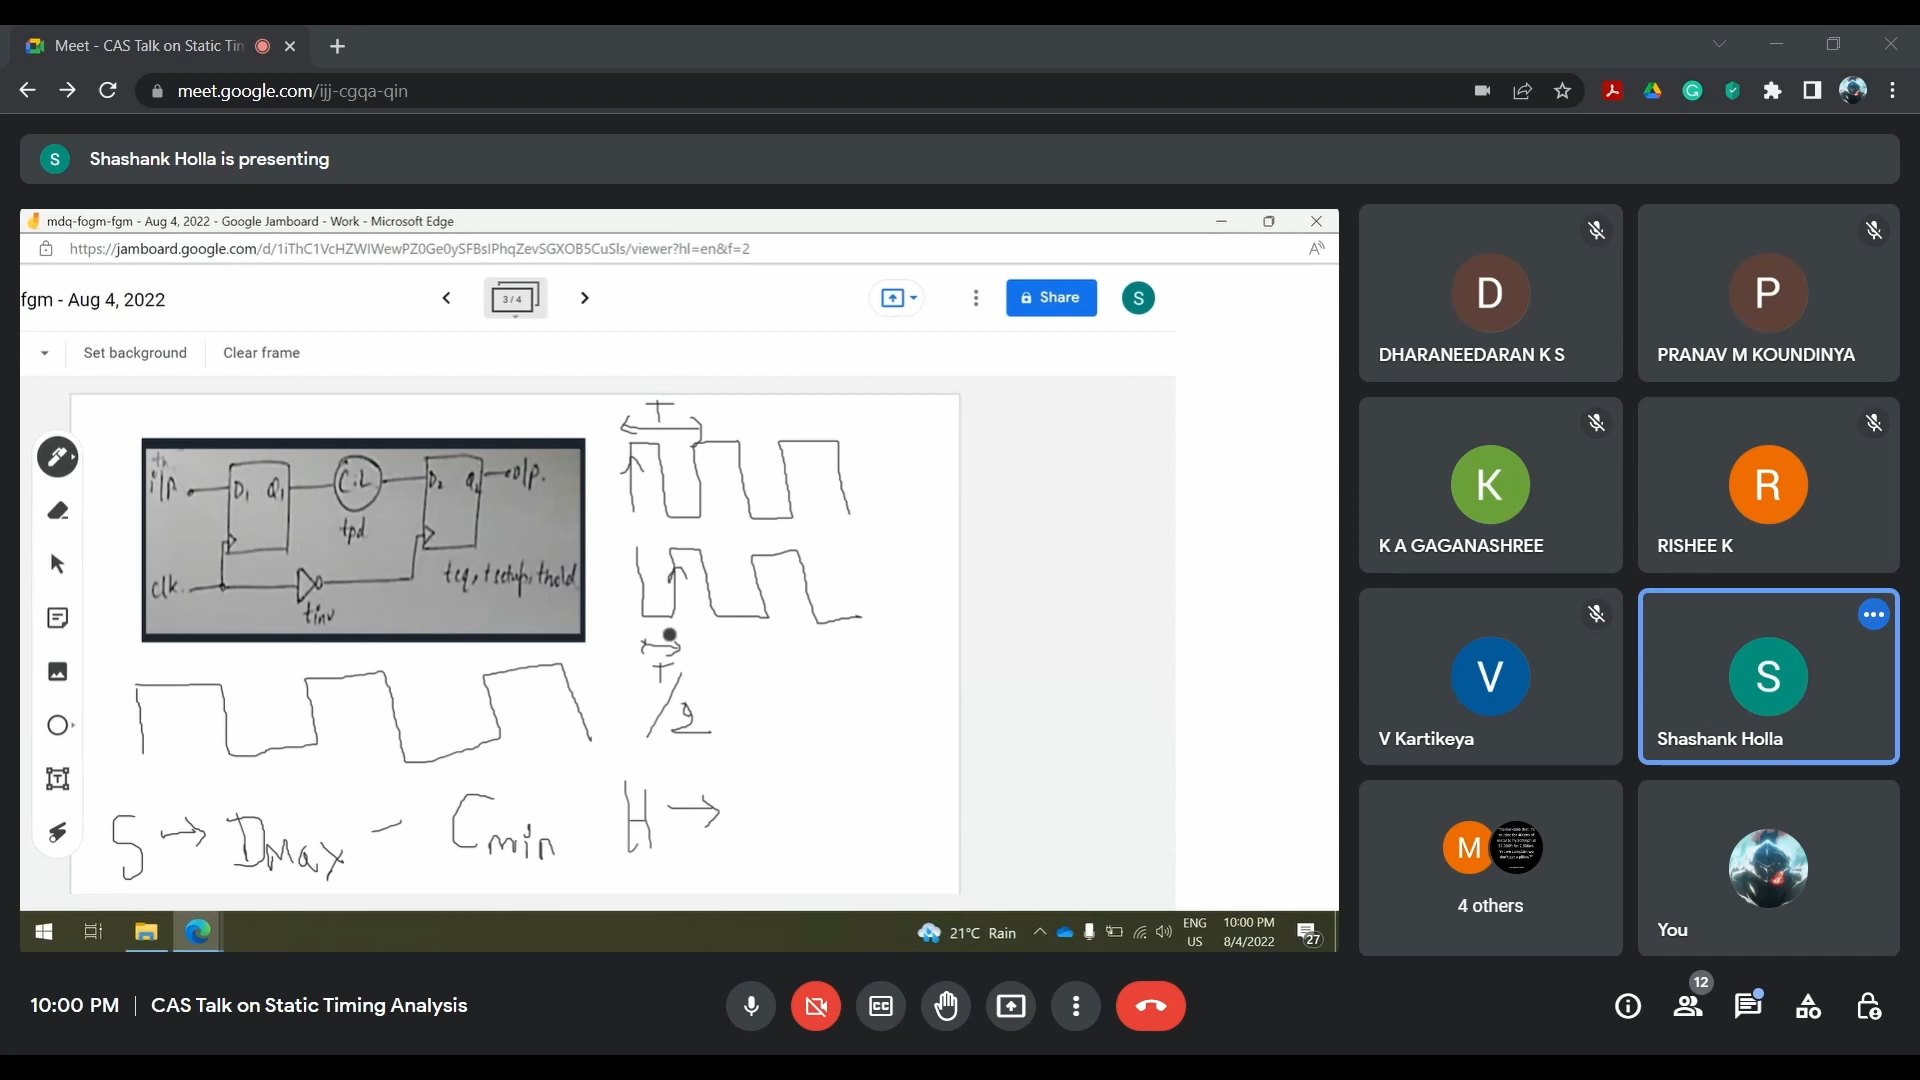 Meet - CAS Talk on Static Tim
meet.google.com/ijj-cgqa-qin
S Shashank Holla is presenting
mdq-fogm-fgm - Aug 4, 2022 - Google Jamboard - Work - Microsoft Edge
https://jamboard.google.com/d/1iThC1VcHZWIWewPZ0Ge0ySFBsIPhqZevSGXOB5CuSls/viewer?hl=en&f=2
fgm - Aug 4, 2022
3 / 4
Share
S
Set background
Clear frame
T
i/p
D1 Q1
C.L
D2
o/p.
tpd
clk.
tinv
tcq, tsetup, thold
T
/2
S → DMax - Cmin
H →
21°C Rain
ENG
US
10:00 PM
8/4/2022
27
D
DHARANEEDARAN K S
P
PRANAV M KOUNDINYA
K
K A GAGANASHREE
R
RISHEE K
V
V Kartikeya
S
Shashank Holla
M
4 others
You
10:00 PM | CAS Talk on Static Timing Analysis
12